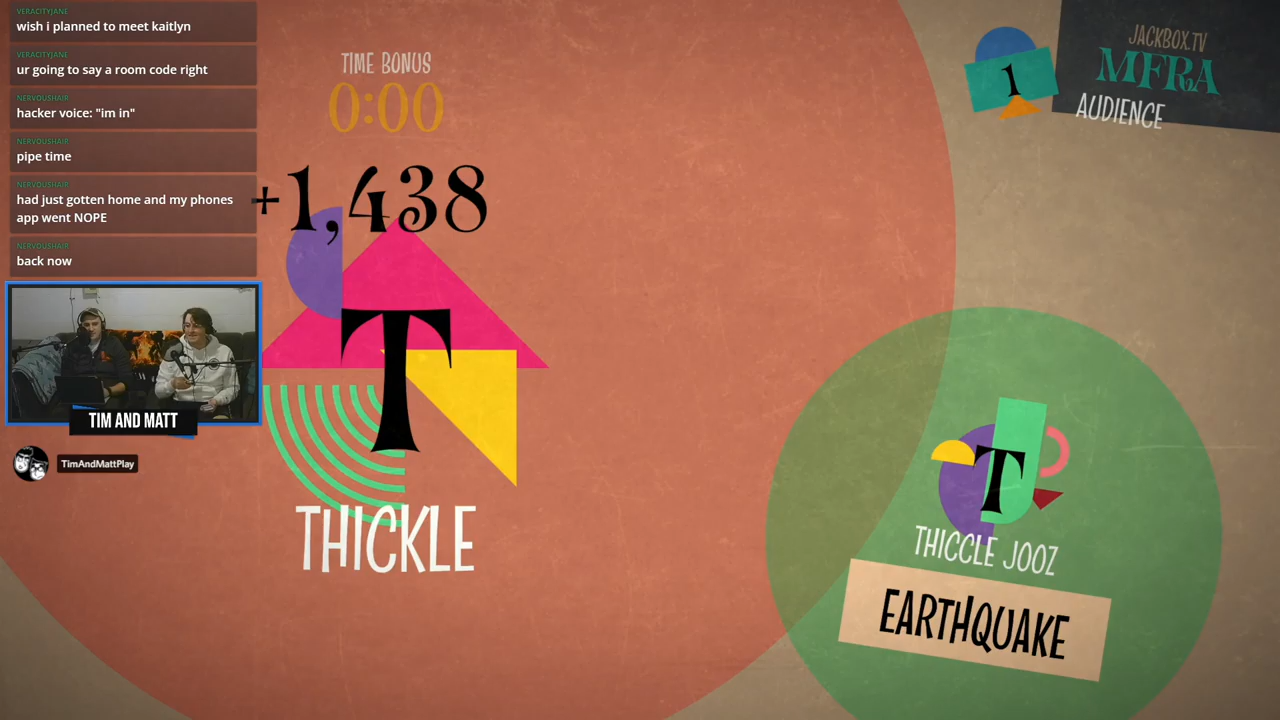 VERACITYJANE
wish i planned to meet kaitlyn
VERACITYJANE
ur going to say a room code right
NERVOUSHAIR
hacker voice: "im in"
NERVOUSHAIR
pipe time
NERVOUSHAIR
had just gotten home and my phones
app went NOPE
NERVOUSHAIR
back now
TIM AND MATT
TimAndMattPlay
TIME BONUS
0:00
+1,438
T
THICKLE
1
JACKBOX.TV
MFRA
AUDIENCE
T
THICCLE JOOZ
EARTHQUAKE